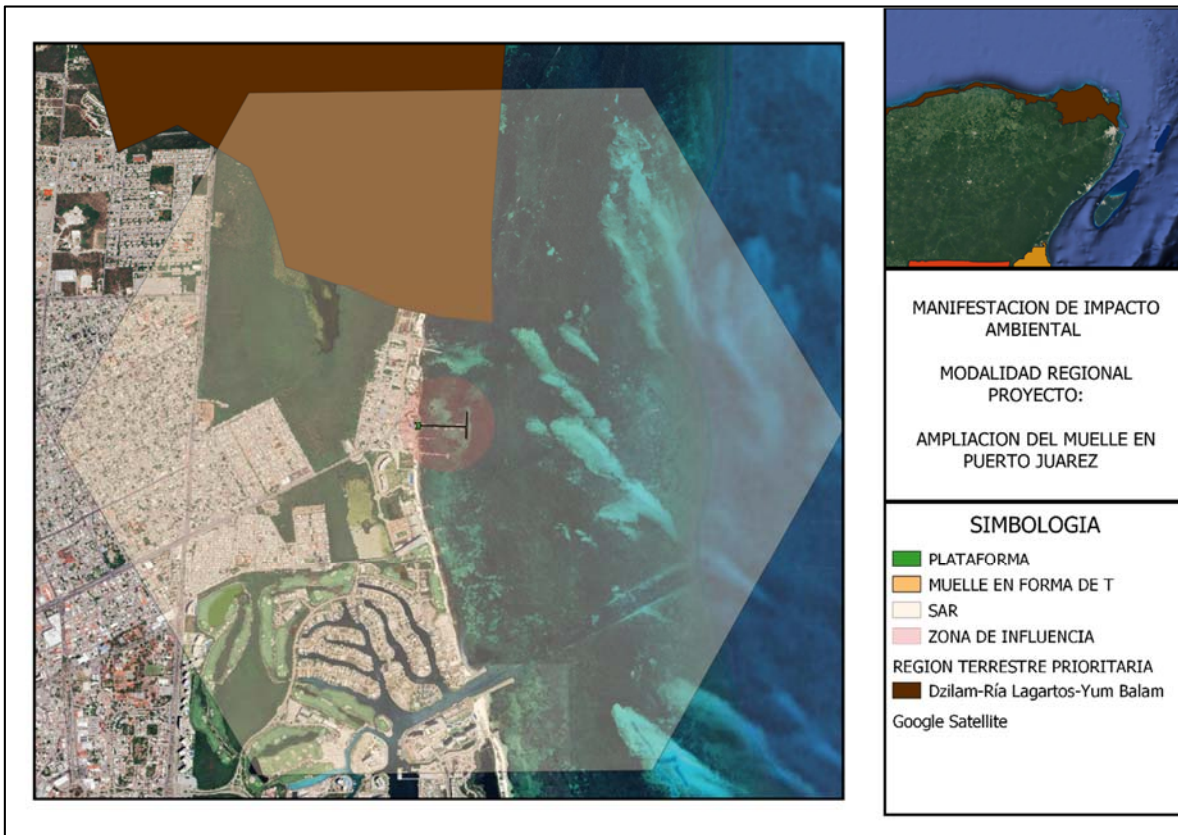 MANIFESTACION DE IMPACTO
AMBIENTAL
MODALIDAD REGIONAL
PROYECTO:
AMPLIACION DEL MUELLE EN
PUERTO JUAREZ
SIMBOLOGIA
PLATAFORMA
MUELLE EN FORMA DE T
SAR
ZONA DE INFLUENCIA
REGION TERRESTRE PRIORITARIA
Dzilam-Ría Lagartos-Yum Balam
Google Satellite